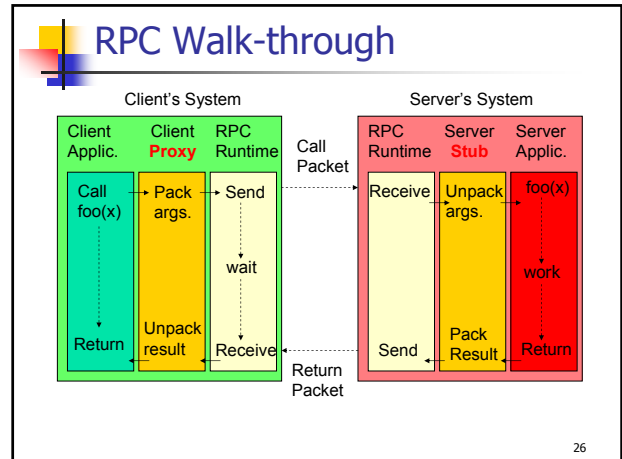 RPC Walk-through
Client's System
Server's System
Client
Applic.
Client
Proxy
RPC
Runtime
Call
Packet
RPC
Runtime
Server
Stub
Server
Applic.
Call
foo(x)
Pack
args.
Send
Receive
Unpack
args.
foo(x)
wait
work
Return
Unpack
result
Receive
Send
Pack
Result
Return
Return
Packet
26